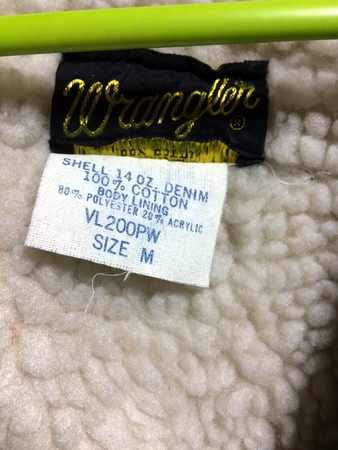 Wrangler
®
SHELL 14 OZ. DENIM
100% COTTON
BODY LINING
80% POLYESTER 20% ACRYLIC
VL200PW
SIZE M